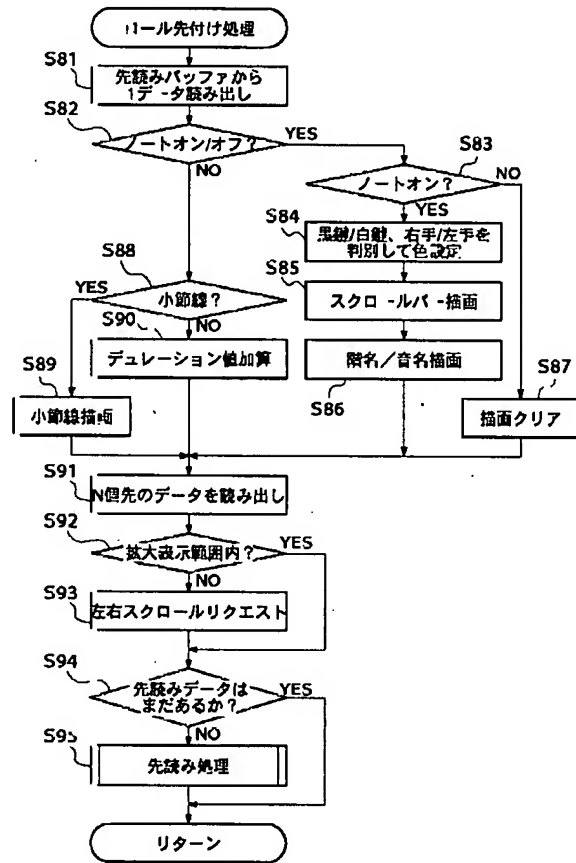 ロール先付け処理
S81
先読みバッファから
1データ読み出し
S82
ノートオン/オフ?
YES
NO
S83
ノートオン?
NO
YES
S84
黒鍵/白鍵、右手/左手を
判別して色設定
S85
スクロールバー描画
階名/音名描画
S86
S87
描画クリア
S88
小節線?
YES
NO
S90
デュレーション値加算
S89
小節線描画
S91
N個先のデータを読み出し
S92
拡大表示範囲内?
YES
NO
S93
左右スクロールリクエスト
S94
先読みデータは
まだあるか?
YES
NO
S95
先読み処理
リターン